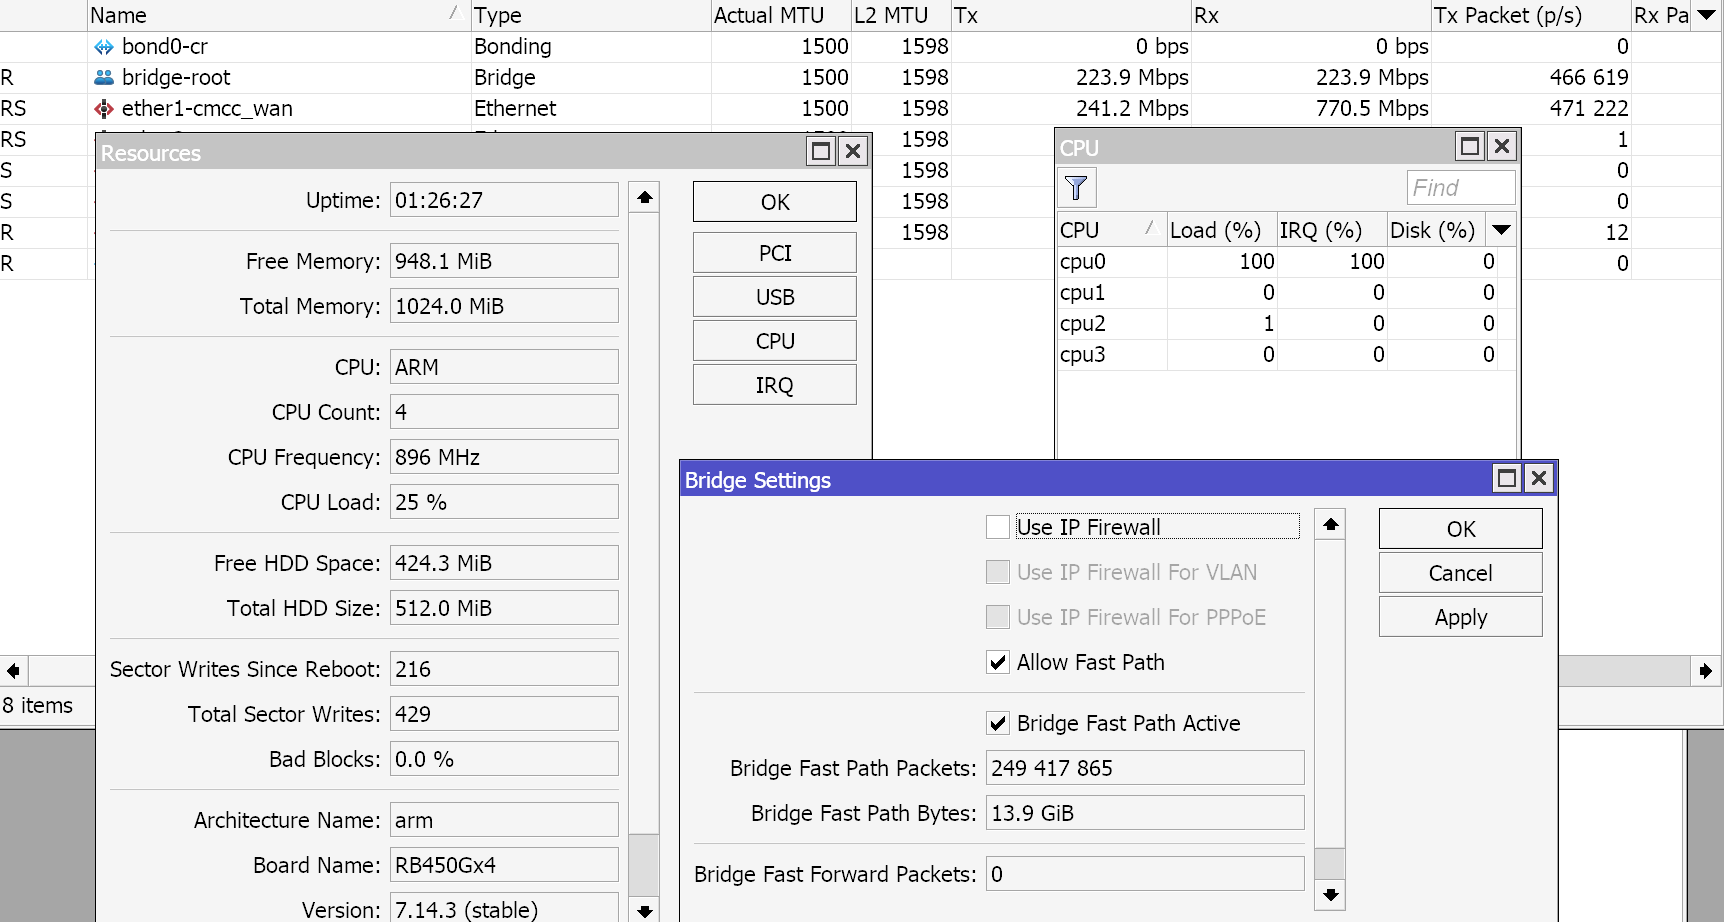 Name Type Actual MTU L2 MTU Tx Rx Tx Packet (p/s) Rx Pa
bond0-cr Bonding 1500 1598 0 bps 0 bps 0
R bridge-root Bridge 1500 1598 223.9 Mbps 223.9 Mbps 466 619
RS ether1-cmcc_wan Ethernet 1500 1598 241.2 Mbps 770.5 Mbps 471 222
RS 1598 1
S 1598 0
S 1598 0
R 1598 12
R 0
8 items
Resources
Uptime: 01:26:27
Free Memory: 948.1 MiB
Total Memory: 1024.0 MiB
CPU: ARM
CPU Count: 4
CPU Frequency: 896 MHz
CPU Load: 25 %
Free HDD Space: 424.3 MiB
Total HDD Size: 512.0 MiB
Sector Writes Since Reboot: 216
Total Sector Writes: 429
Bad Blocks: 0.0 %
Architecture Name: arm
Board Name: RB450Gx4
Version: 7.14.3 (stable)
OK
PCI
USB
CPU
IRQ
CPU
Find
CPU Load (%) IRQ (%) Disk (%)
cpu0 100 100 0
cpu1 0 0 0
cpu2 1 0 0
cpu3 0 0 0
Bridge Settings
Use IP Firewall
Use IP Firewall For VLAN
Use IP Firewall For PPPoE
Allow Fast Path
Bridge Fast Path Active
Bridge Fast Path Packets: 249 417 865
Bridge Fast Path Bytes: 13.9 GiB
Bridge Fast Forward Packets: 0
OK
Cancel
Apply